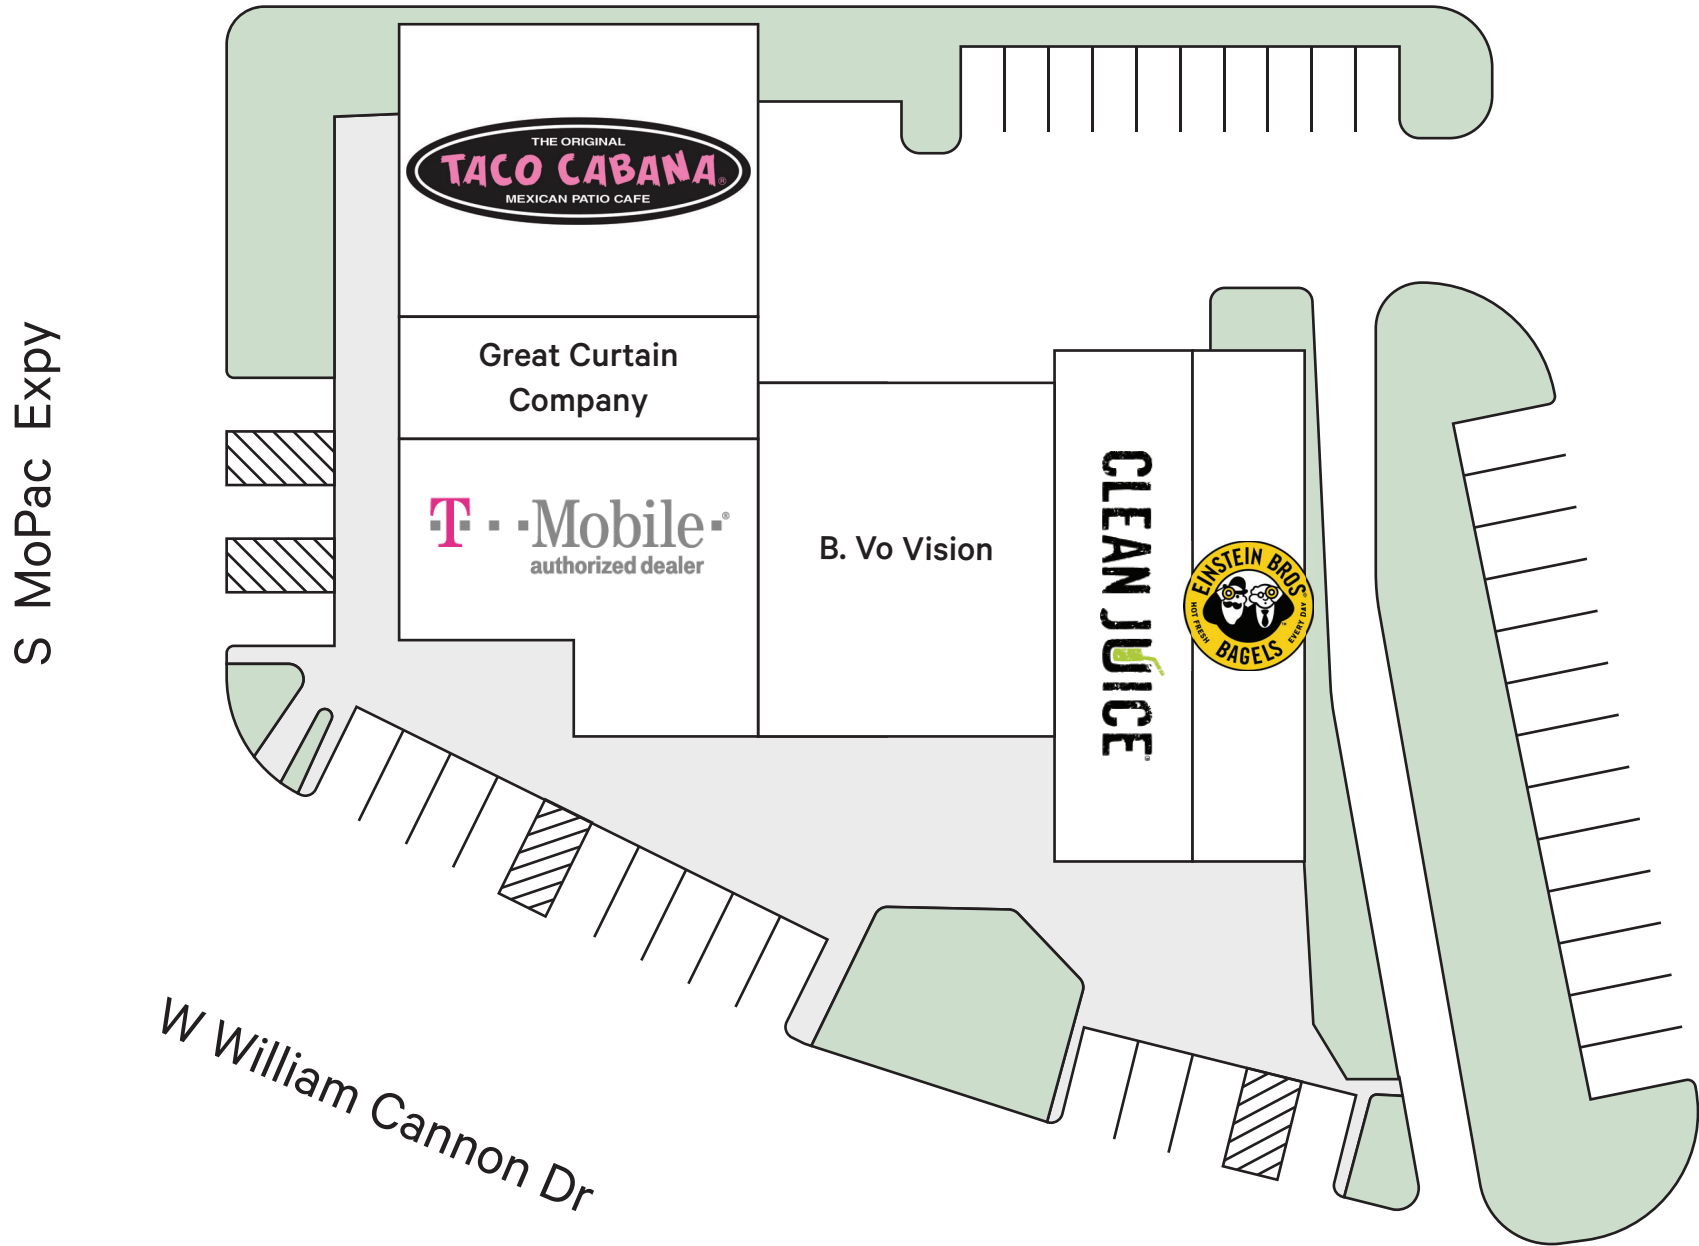 THE ORIGINAL
TACO CABANA®
MEXICAN PATIO CAFE
Great Curtain
Company
T··Mobile·®
authorized dealer
B. Vo Vision
CLEAN JUICE®
EINSTEIN BROS®
HOT FRESH
EVERY DAY
BAGELS™
S MoPac Expy
W William Cannon Dr